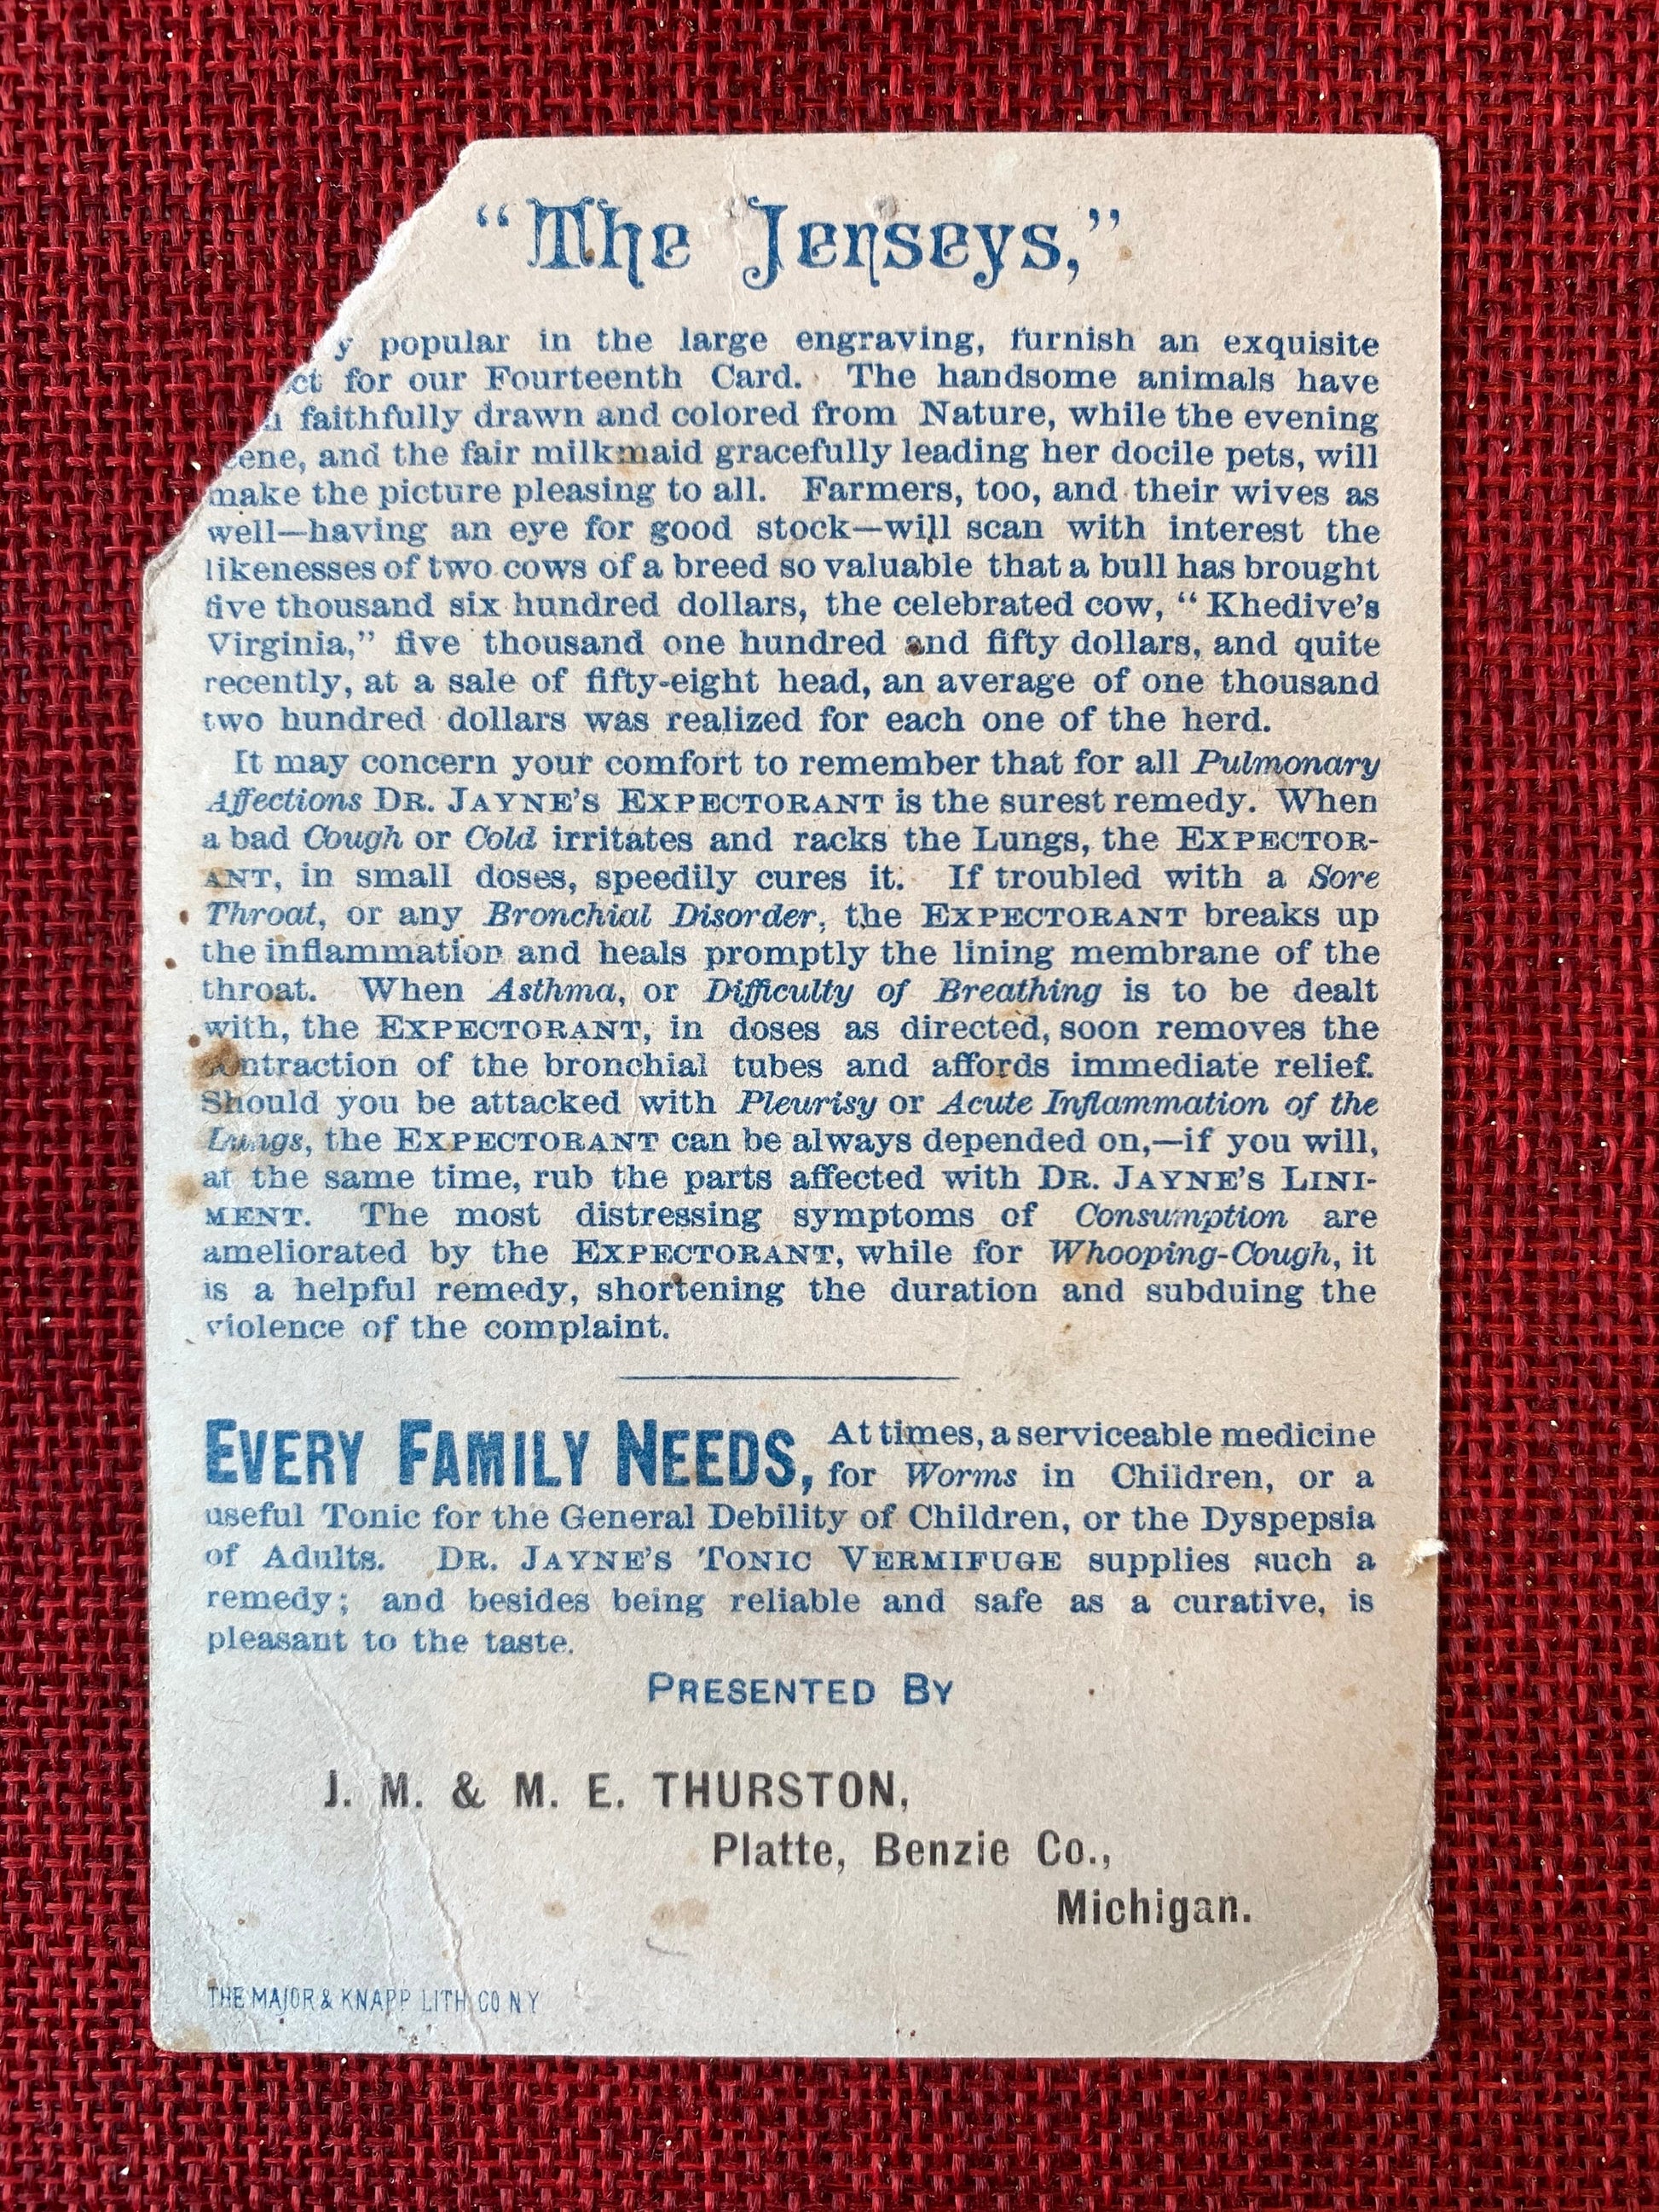 “The Jerseys,”
popular in the large engraving, furnish an exquisite
for our Fourteenth Card. The handsome animals have
faithfully drawn and colored from Nature, while the evening
and the fair milkmaid gracefully leading her docile pets, will
make the picture pleasing to all. Farmers, too, and their wives as
well—having an eye for good stock—will scan with interest the
likenesses of two cows of a breed so valuable that a bull has brought
five thousand six hundred dollars, the celebrated cow, “Khedive’s
Virginia,” five thousand one hundred and fifty dollars, and quite
recently, at a sale of fifty-eight head, an average of one thousand
two hundred dollars was realized for each one of the herd.
It may concern your comfort to remember that for all Pulmonary
Affections DR. JAYNE’S EXPECTORANT is the surest remedy. When
a bad Cough or Cold irritates and racks the Lungs, the EXPECTOR-
ANT, in small doses, speedily cures it. If troubled with a Sore
Throat, or any Bronchial Disorder, the EXPECTORANT breaks up
the inflammation and heals promptly the lining membrane of the
throat. When Asthma, or Difficulty of Breathing is to be dealt
with, the EXPECTORANT, in doses as directed, soon removes the
contraction of the bronchial tubes and affords immediate relief.
Should you be attacked with Pleurisy or Acute Inflammation of the
Lungs, the EXPECTORANT can be always depended on,—if you will,
at the same time, rub the parts affected with DR. JAYNE’S LINI-
MENT. The most distressing symptoms of Consumption are
ameliorated by the EXPECTORANT, while for Whooping-Cough, it
is a helpful remedy, shortening the duration and subduing the
violence of the complaint.
EVERY FAMILY NEEDS, At times, a serviceable medicine
for Worms in Children, or a
useful Tonic for the General Debility of Children, or the Dyspepsia
of Adults. DR. JAYNE’S TONIC VERMIFUGE supplies such a
remedy; and besides being reliable and safe as a curative, is
pleasant to the taste.
PRESENTED BY
J. M. & M. E. THURSTON,
Platte, Benzie Co.,
Michigan.
THE MAJOR & KNAPP LITH CO N Y